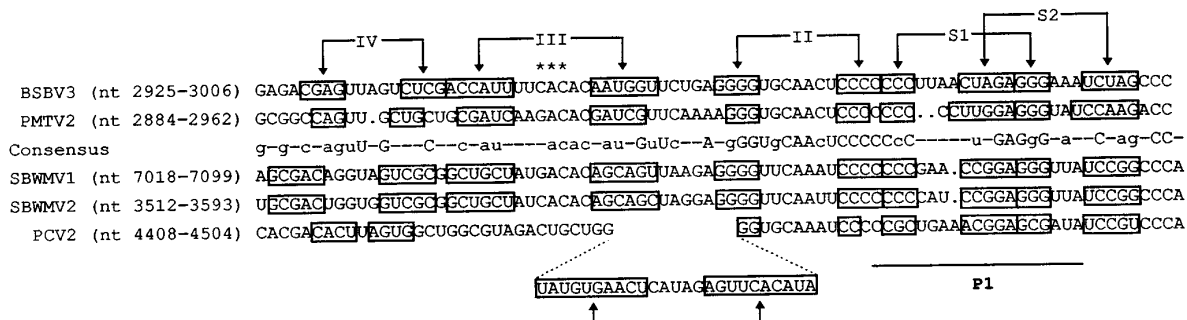 S2
IV III II S1
***
BSBV3 (nt 2925-3006) GAGACGAGUUAGUCUCGACCAUUUUCACACAAUGGUUCUGAGGGGUGCAACUCCCCCCCUUAACUAGAGGGAAAUCUAGCCC
PMTV2 (nt 2884-2962) GCGGCCAGUU.GCUGCUGCGAUCAAGACACGAUCGUUCAAAAGGGUGCAACUCCGCCCG..CCUUGGAGGGUAUCCAAGACC
Consensus g-g-c-aguU-G---C--c-au----acac-au-GuUc--A-gGGUgCAAcUCCCCCcC-----u-GAGgG-a--C-ag-CC-
SBWMV1 (nt 7018-7099) AGCGACAGGUAGUCGCGGCUGCUAUGACACAGCAGUUAAGAGGGGUUCAAAUCCCCCCCGAA.CCGGAGGGUUAUCCGGCCCA
SBWMV2 (nt 3512-3593) UGCGACUGGUGGUCGCGGCUGCUAUCACACAGCAGCUAGGAGGGGUUCAAUUCCCCCCCCAU.CCGGAGGGUUAUCCGGCCCA
PCV2 (nt 4408-4504) CACGACACUUAGUGGCUGGCGUAGACUGCUGG GGUGCAAAUCCCCGCUGAAACGGAGCGAUAUCCGUCCCA
UAUGUGAACUCAUAGAGUUCACAUA
P1